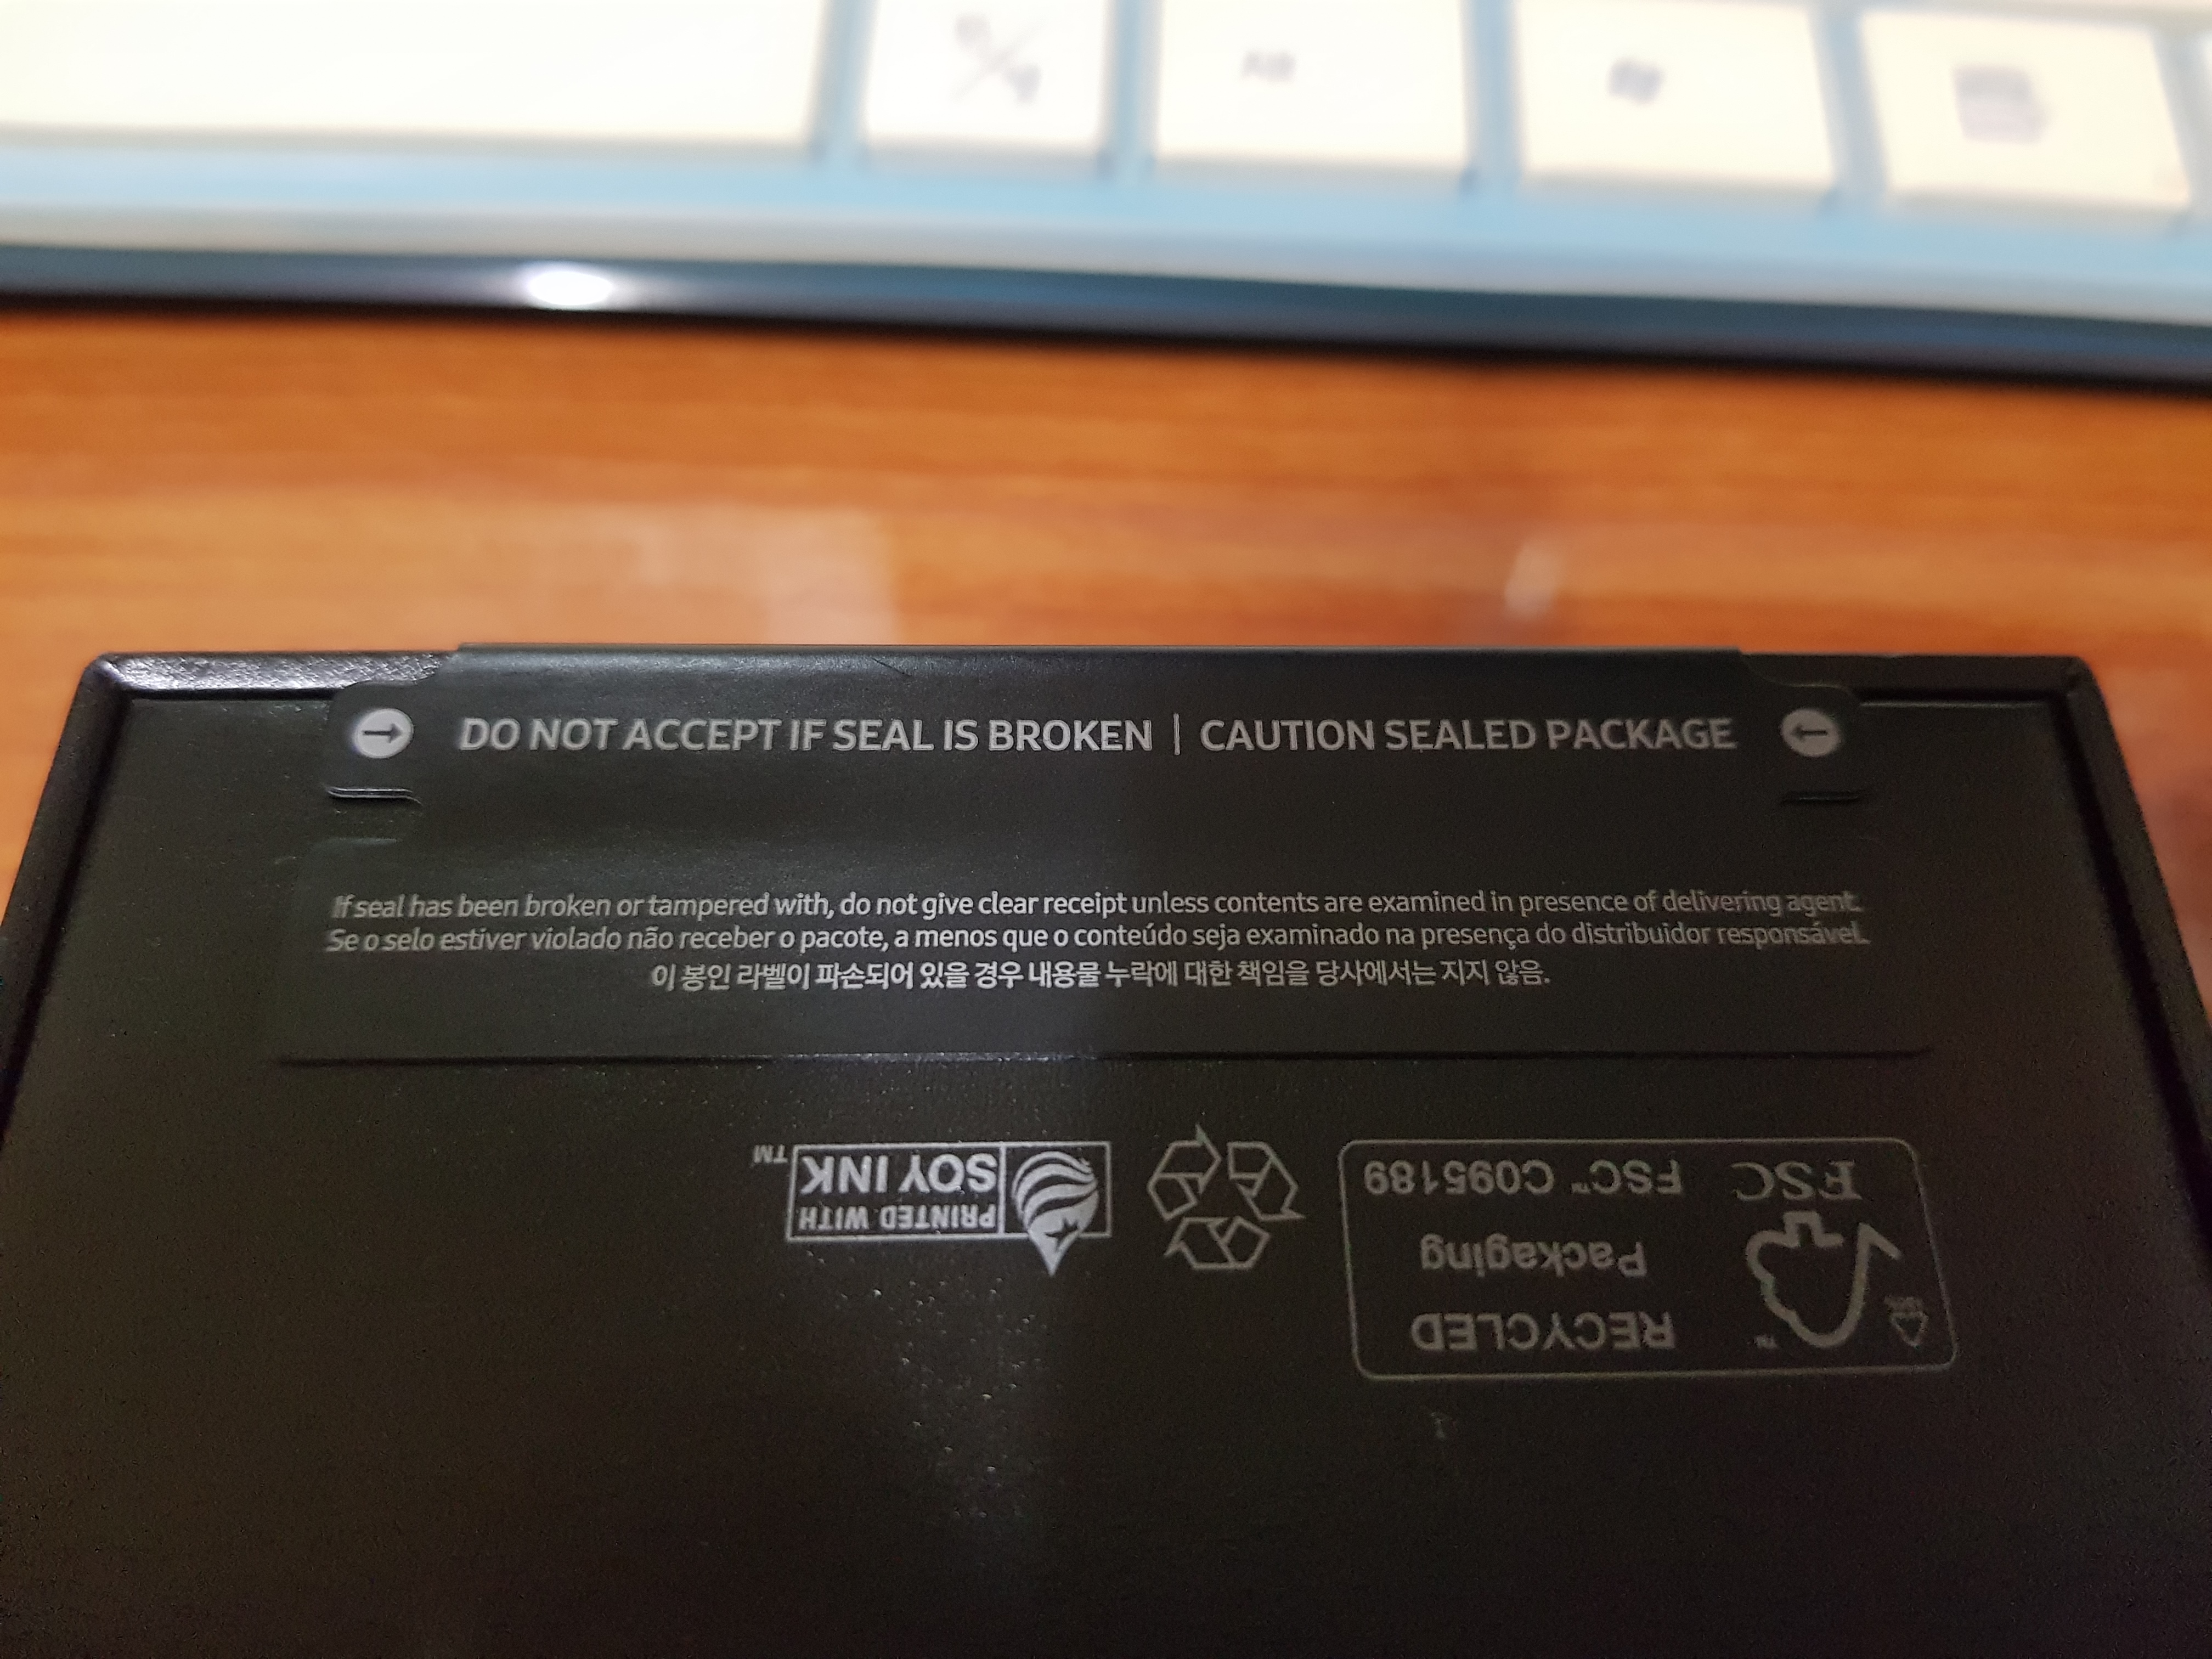 DO NOT ACCEPT IF SEAL IS BROKEN | CAUTION SEALED PACKAGE
If seal has been broken or tampered with, do not give clear receipt unless contents are examined in presence of delivering agent.
Se o selo estiver violado não receber o pacote, a menos que o conteúdo seja examinado na presença do distribuidor responsável.
이 봉인 라벨이 파손되어 있을 경우 내용물 누락에 대한 책임을 당사에서는 지지 않음.
RECYCLED
Packaging
FSC FSC™ C095189
PRINTED WITH
SOY INK™